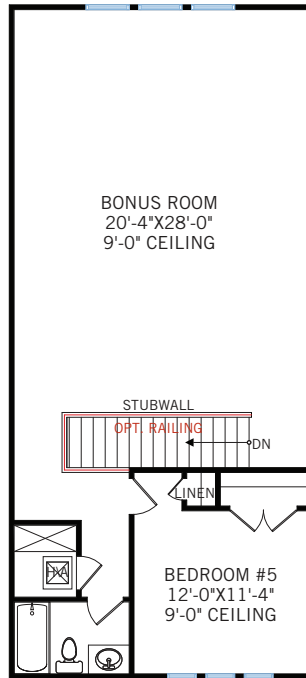 BONUS ROOM
20'-4"X28'-0"
9'-0" CEILING
STUBWALL
OPT. RAILING
DN
LINEN
HVA
BEDROOM #5
12'-0"X11'-4"
9'-0" CEILING